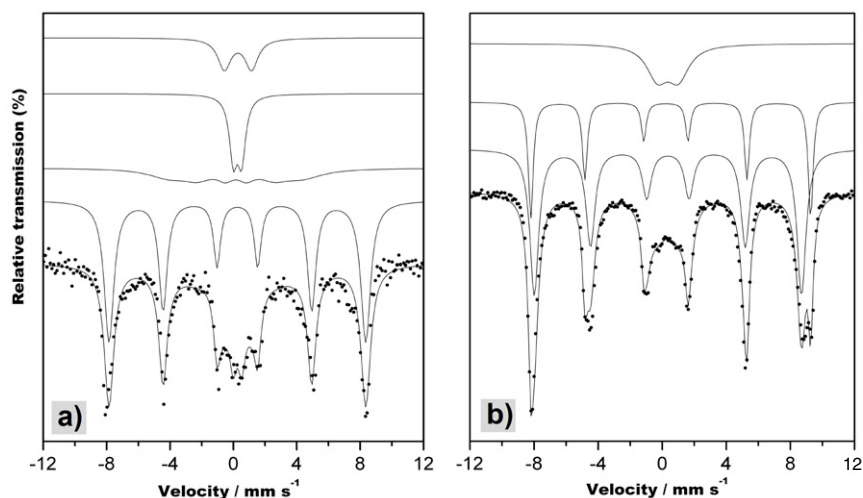 Relative transmission (%)
a)
-12 -8 -4 0 4 8 12
Velocity / mm s⁻¹
b)
-12 -8 -4 0 4 8 12
Velocity / mm s⁻¹